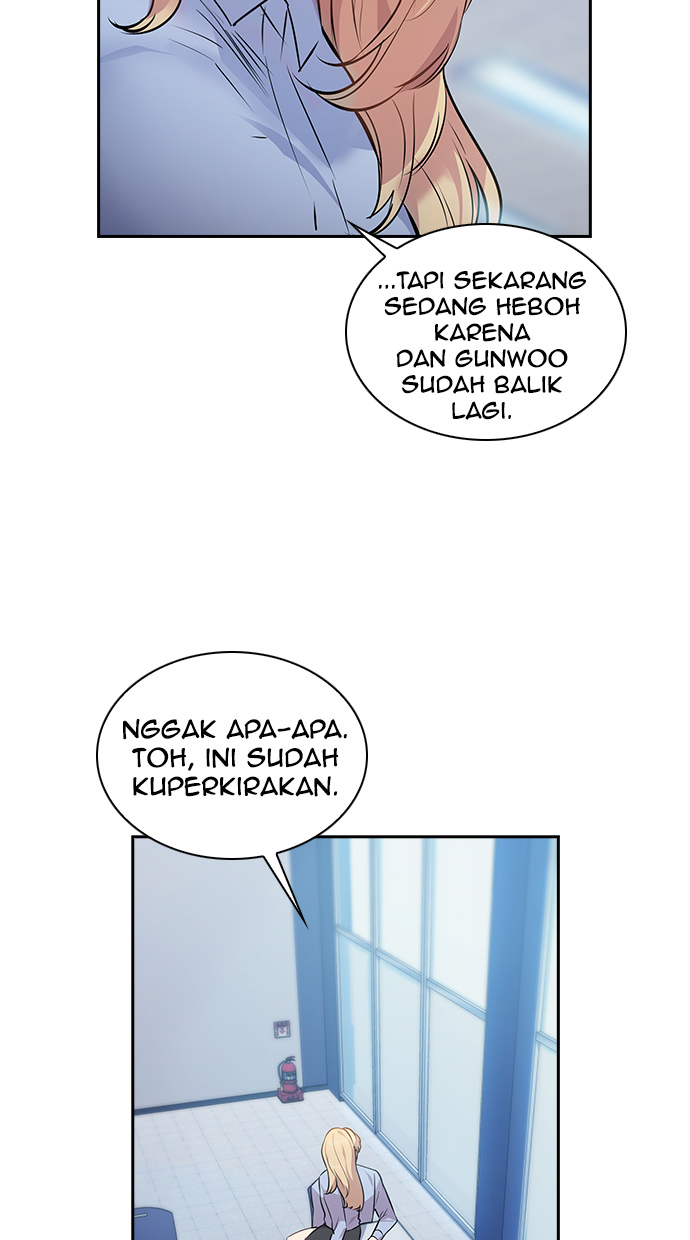 ...TAPI SEKARANG
SEDANG HEBOH
KARENA
DAN GUNWOO
SUDAH BALIK
LAGI.
NGGAK APA-APA.
TOH, INI SUDAH
KUPERKIRAKAN.